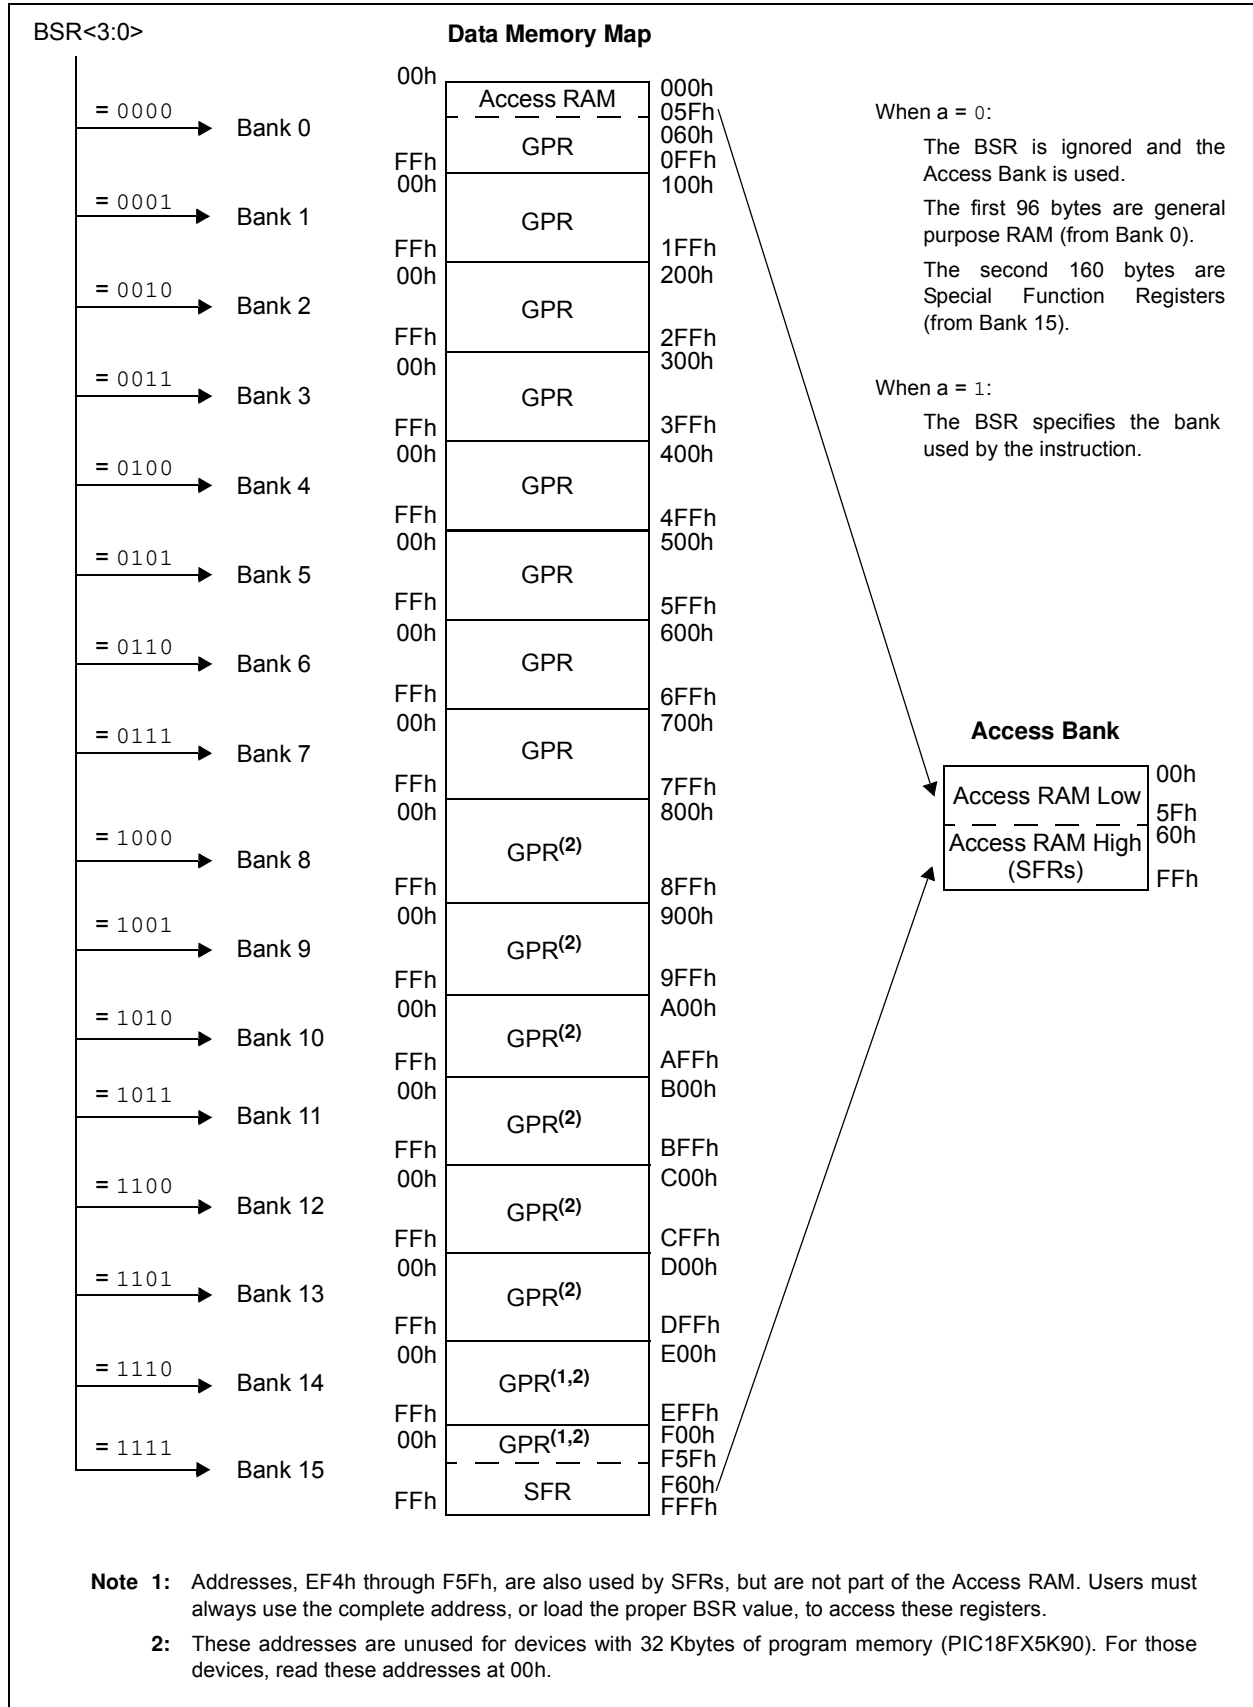 BSR<3:0>
Data Memory Map
= 0000
Bank 0
00h
Access RAM
000h
05Fh
GPR
060h
FFh
0FFh
= 0001
Bank 1
00h
GPR
100h
FFh
1FFh
= 0010
Bank 2
00h
GPR
200h
FFh
2FFh
= 0011
Bank 3
00h
GPR
300h
FFh
3FFh
= 0100
Bank 4
00h
GPR
400h
FFh
4FFh
= 0101
Bank 5
00h
GPR
500h
FFh
5FFh
= 0110
Bank 6
00h
GPR
600h
FFh
6FFh
= 0111
Bank 7
00h
GPR
700h
FFh
7FFh
= 1000
Bank 8
00h
GPR(2)
800h
FFh
8FFh
= 1001
Bank 9
00h
GPR(2)
900h
FFh
9FFh
= 1010
Bank 10
00h
GPR(2)
A00h
FFh
AFFh
= 1011
Bank 11
00h
GPR(2)
B00h
FFh
BFFh
= 1100
Bank 12
00h
GPR(2)
C00h
FFh
CFFh
= 1101
Bank 13
00h
GPR(2)
D00h
FFh
DFFh
= 1110
Bank 14
00h
GPR(1,2)
E00h
FFh
EFFh
= 1111
Bank 15
00h
GPR(1,2)
F00h
F5Fh
SFR
F60h
FFh
FFFh
When a = 0:
The BSR is ignored and the
Access Bank is used.
The first 96 bytes are general
purpose RAM (from Bank 0).
The second 160 bytes are
Special Function Registers
(from Bank 15).
When a = 1:
The BSR specifies the bank
used by the instruction.
Access Bank
Access RAM Low
00h
5Fh
Access RAM High
(SFRs)
60h
FFh
Note 1: Addresses, EF4h through F5Fh, are also used by SFRs, but are not part of the Access RAM. Users must
always use the complete address, or load the proper BSR value, to access these registers.
2: These addresses are unused for devices with 32 Kbytes of program memory (PIC18FX5K90). For those
devices, read these addresses at 00h.